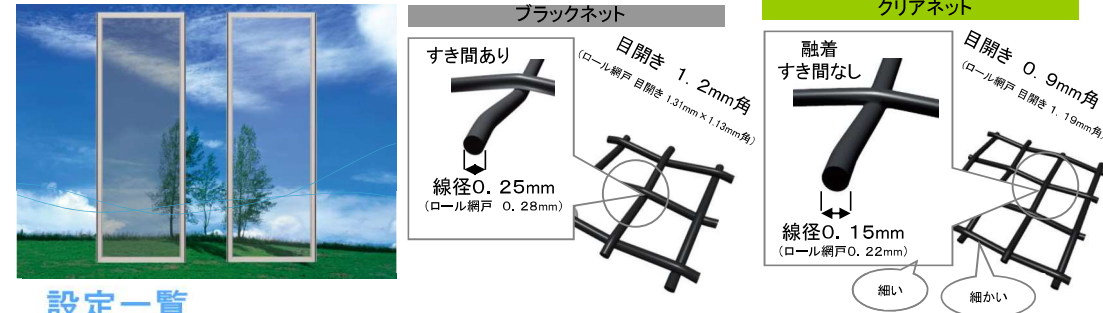 ブラックネット
すき間あり
目開き 1.2mm角
(ロール網戸 目開き 1.31mm×1.13mm角)
線径0.25mm
(ロール網戸 0.28mm)
クリアネット
融着
すき間なし
目開き 0.9mm角
(ロール網戸 目開き 1.19mm角)
線径0.15mm
(ロール網戸0.22mm)
細い
細かい
設定一覧